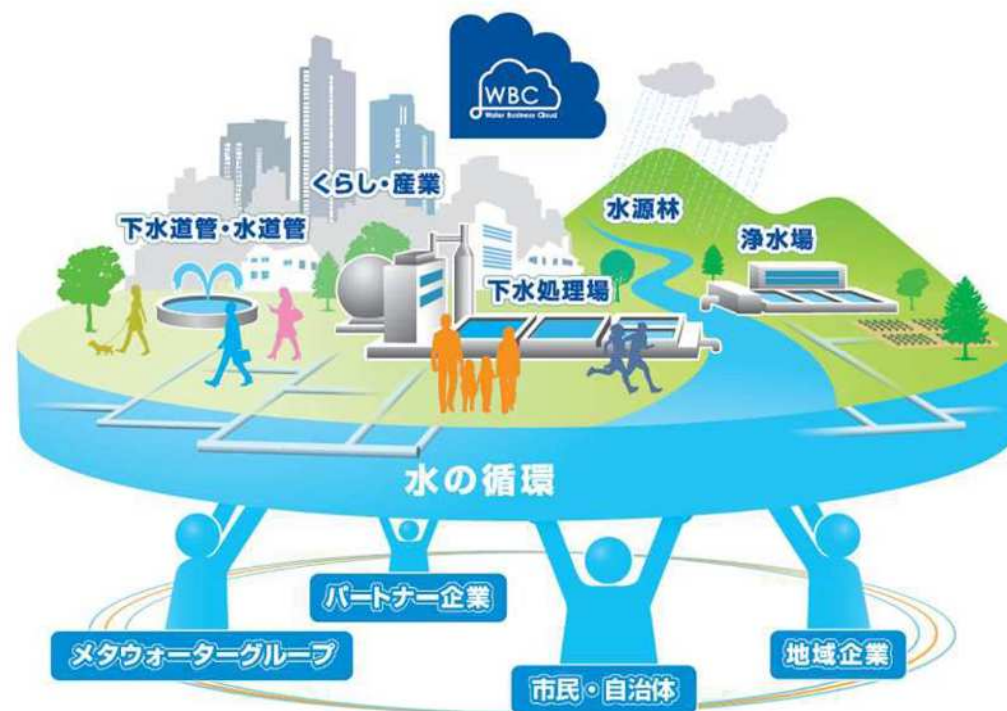 WBC
Water Business Cloud
くらし・産業
水源林
下水道管・水道管
浄水場
下水処理場
水の循環
パートナー企業
メタウォーターグループ
地域企業
市民・自治体